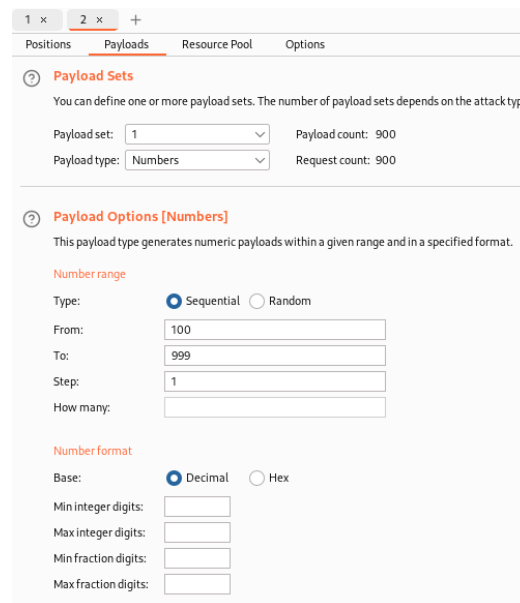 1 × 2 × +
Positions Payloads Resource Pool Options
? Payload Sets
You can define one or more payload sets. The number of payload sets depends on the attack typ
Payload set: 1 Payload count: 900
Payload type: Numbers Request count: 900
? Payload Options [Numbers]
This payload type generates numeric payloads within a given range and in a specified format.
Number range
Type: Sequential Random
From: 100
To: 999
Step: 1
How many:
Number format
Base: Decimal Hex
Min integer digits:
Max integer digits:
Min fraction digits:
Max fraction digits: